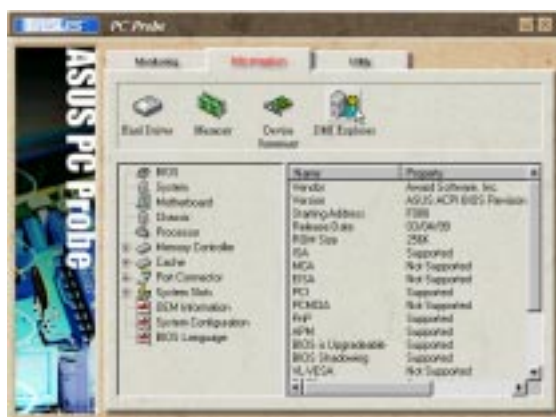 ASUS PC Probe
ASUS PC Probe
Monitoring
Information
Utility
Hard Drives
Memory
Device Summary
DMI Explorer
BIOS
System
Motherboard
Chassis
Processor
Memory Controller
Cache
Port Connector
System Slots
OEM Information
System Configuration
BIOS Language
Name Property
Vendor Award Software, Inc.
Version ASUS ACPI BIOS Revision
Starting Address F000
Release Date 03/04/99
ROM Size 256K
ISA Supported
MCA Not Supported
EISA Not Supported
PCI Supported
PCMCIA Not Supported
PnP Supported
APM Supported
BIOS is Upgradeable Supported
BIOS Shadowing Supported
VL-VESA Not Supported